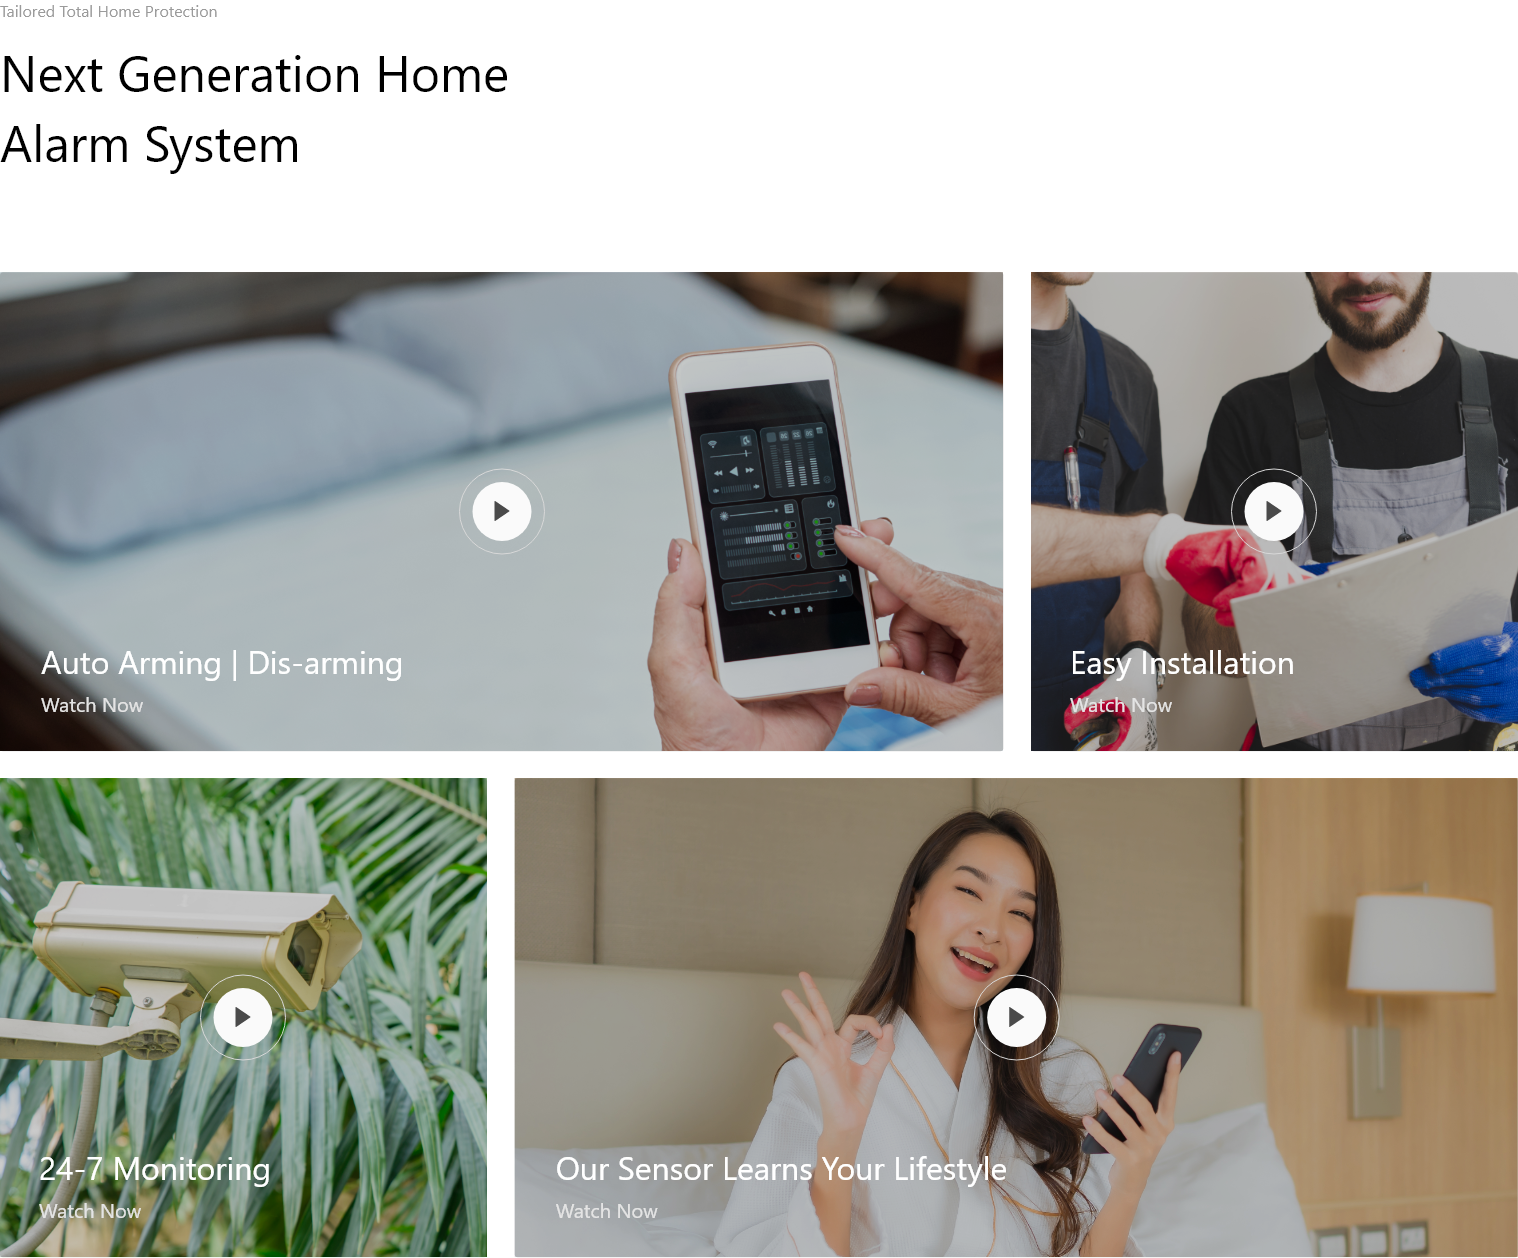 Tailored Total Home Protection
Next Generation Home
Alarm System
Auto Arming | Dis-arming
Watch Now
Easy Installation
Watch Now
24-7 Monitoring
Watch Now
Our Sensor Learns Your Lifestyle
Watch Now